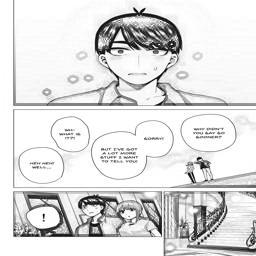 WHY DIDN'T
YOU SAY SO
SOONER?
SORRY!
BUT I'VE GOT
A LOT MORE
STUFF I
WANT TO
TELL YOU!
WH-
WHAT IS
IT?!
HEH HEH!
WELL...
!